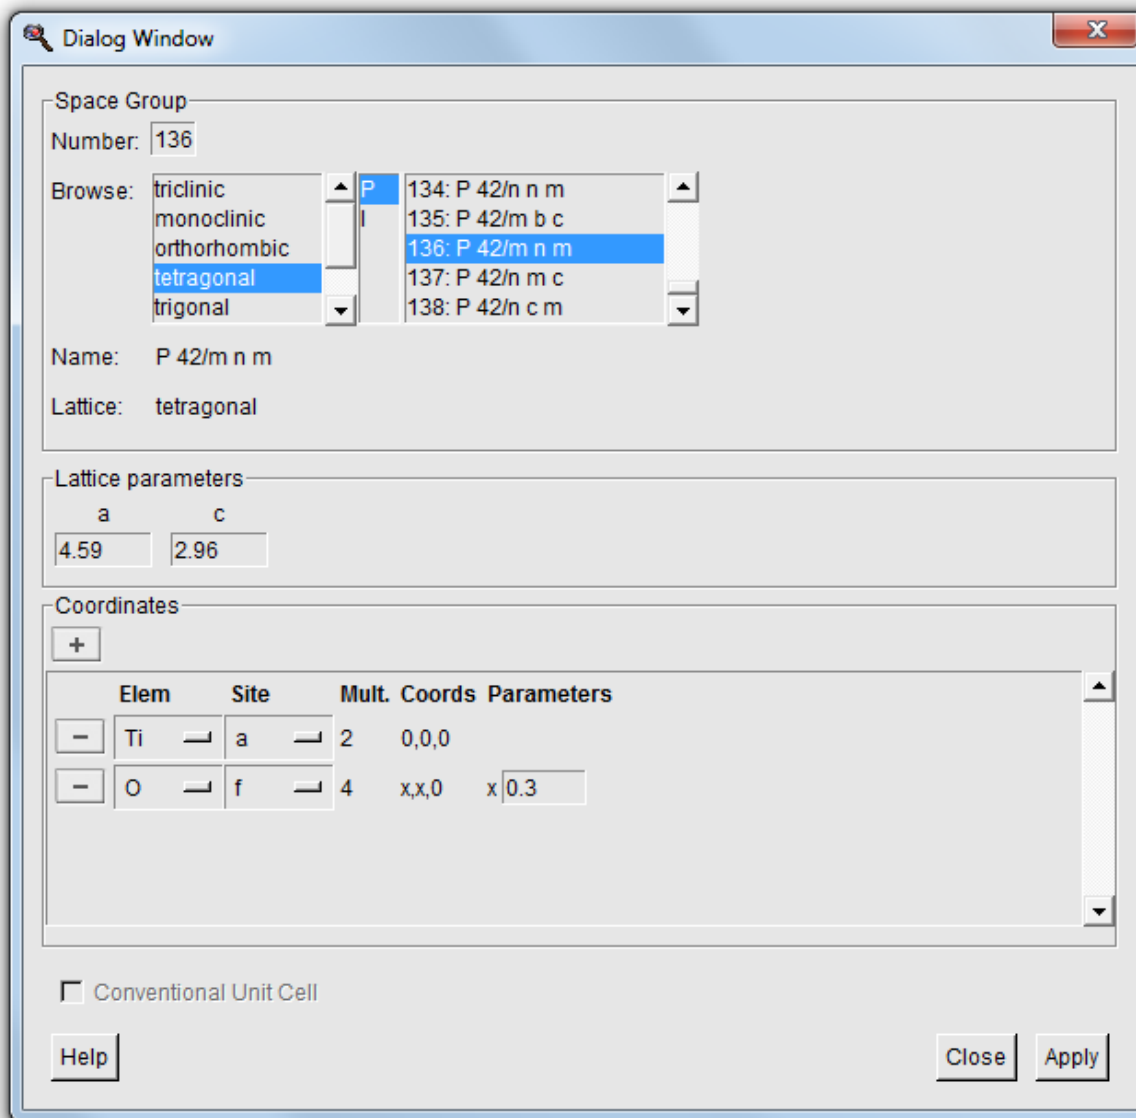 Dialog Window
Space Group
Number: 136
Browse:
triclinic
monoclinic
orthorhombic
tetragonal
trigonal
P
I
134: P 42/n n m
135: P 42/m b c
136: P 42/m n m
137: P 42/n m c
138: P 42/n c m
Name: P 42/m n m
Lattice: tetragonal
Lattice parameters
a c
4.59 2.96
Coordinates
+
Elem Site Mult. Coords Parameters
− Ti a 2 0,0,0
− O f 4 x,x,0 x 0.3
Conventional Unit Cell
Help Close Apply